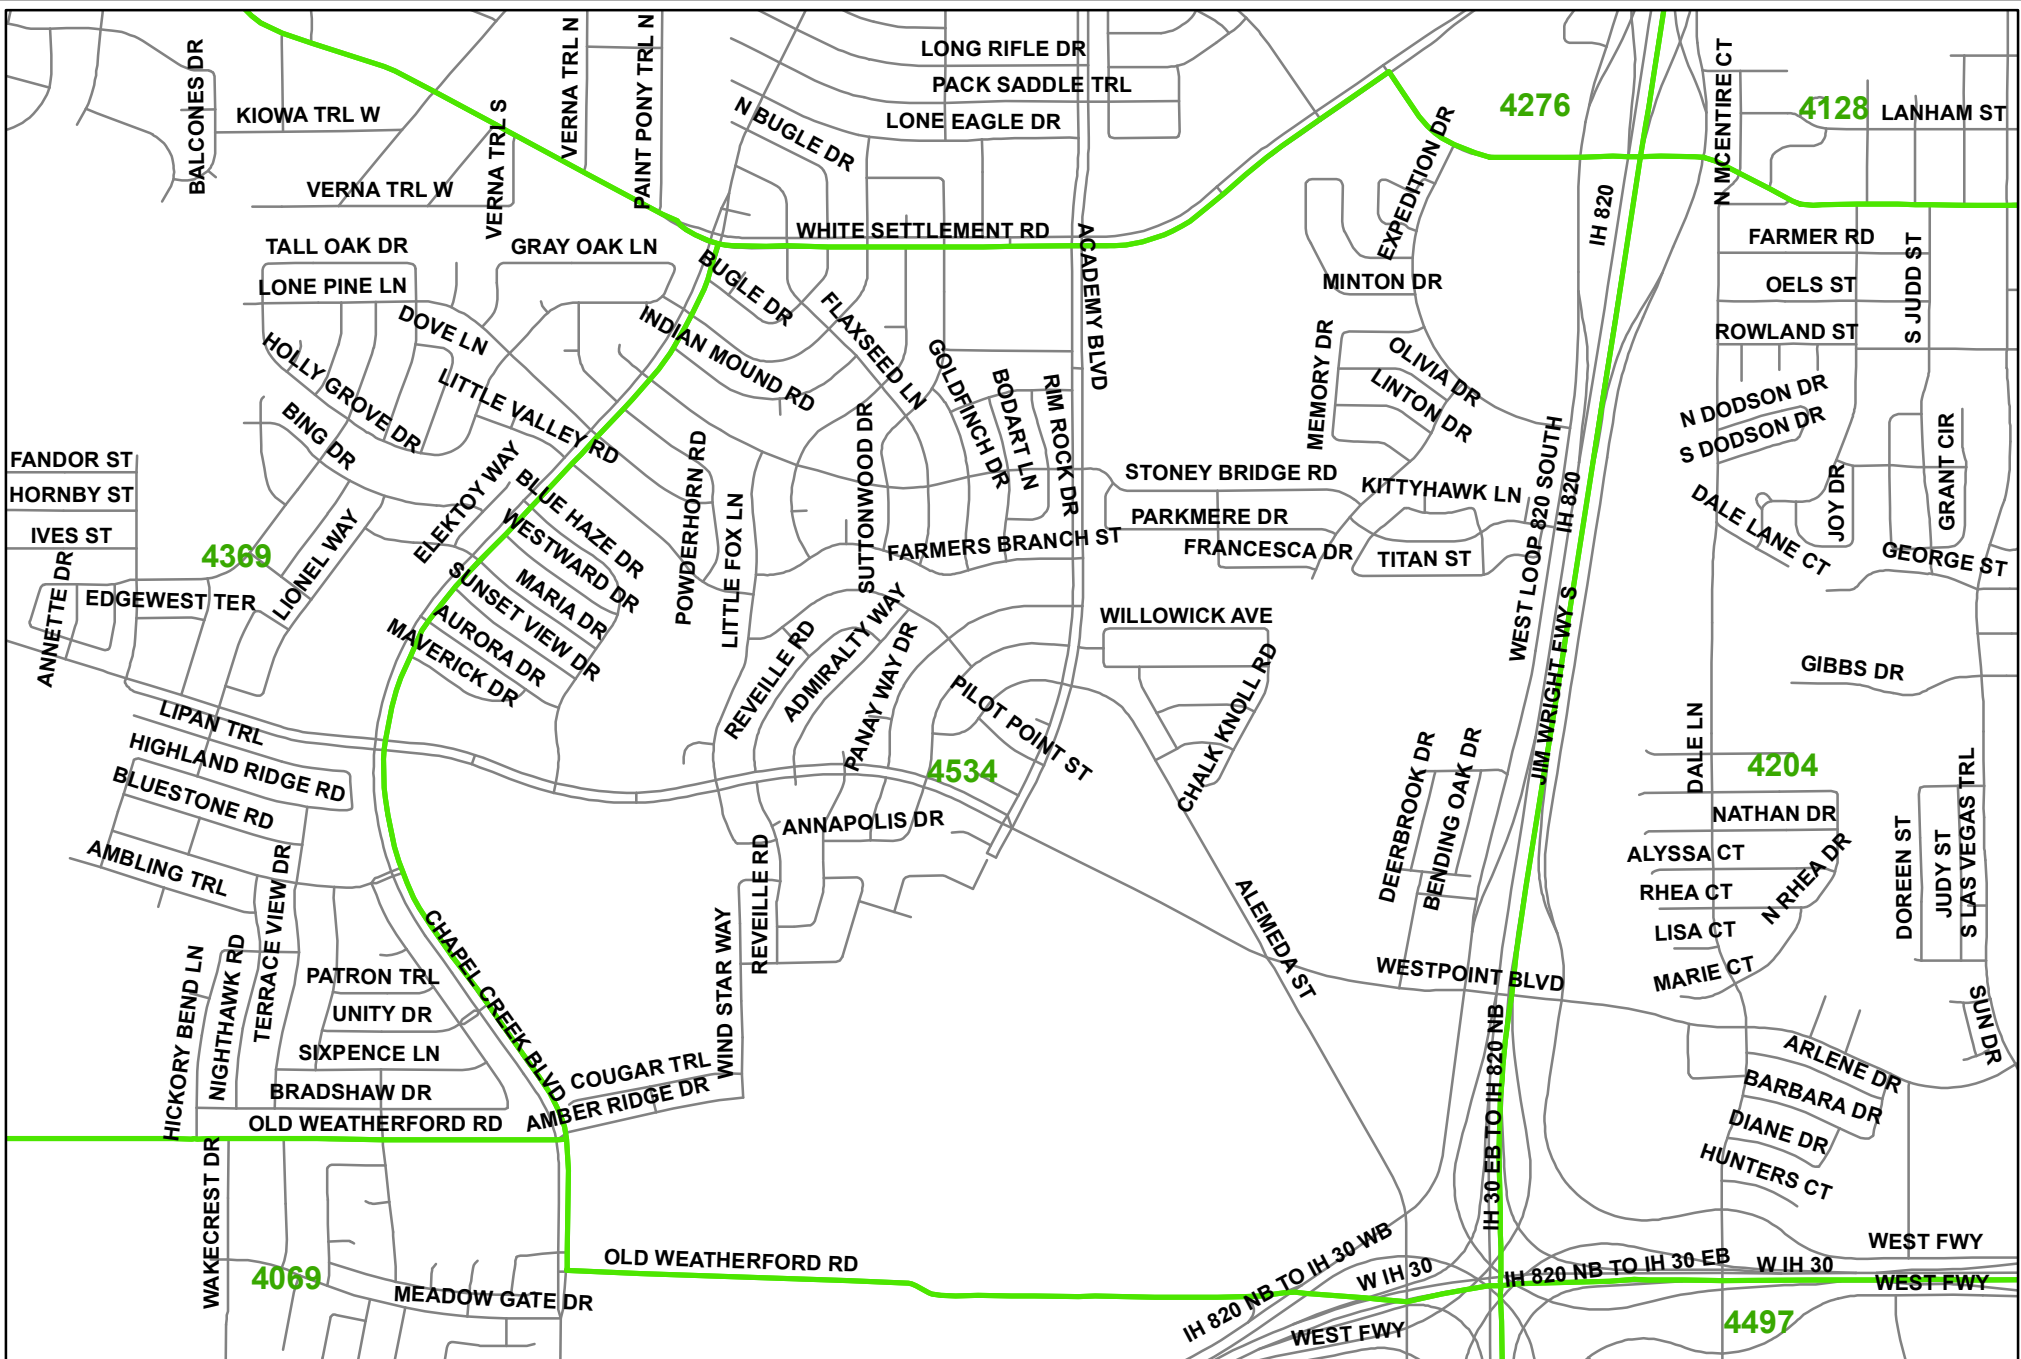 BALCONES DR
KIOWA TRL W
VERNA TRL W
VERNA TRL S
VERNA TRL N
PAINT PONY TRL N
LONG RIFLE DR
PACK SADDLE TRL
LONE EAGLE DR
N BUGLE DR
WHITE SETTLEMENT RD
ACADEMY BLVD
EXPEDITION DR
4276
IH 820
N MCENTIRE CT
4128
LANHAM ST
FARMER RD
OELS ST
S JUDD ST
ROWLAND ST
MINTON DR
TALL OAK DR
GRAY OAK LN
LONE PINE LN
DOVE LN
BUGLE DR
INDIAN MOUND RD
FLAXSEED LN
GOLDFINCH DR
BODART LN
RIM ROCK DR
MEMORY DR
OLIVIA DR
LINTON DR
N DODSON DR
S DODSON DR
HOLLY GROVE DR
LITTLE VALLEY RD
BING DR
FANDOR ST
HORNBY ST
IVES ST
4369
ELEKTOY WAY
BLUE HAZE DR
WESTWARD DR
MARIA DR
SUNSET VIEW DR
AURORA DR
MAVERICK DR
POWDERHORN RD
LITTLE FOX LN
SUTTONWOOD DR
FARMERS BRANCH ST
STONEY BRIDGE RD
PARKMERE DR
FRANCESCA DR
KITTYHAWK LN
TITAN ST
WEST LOOP 820 SOUTH
IH 820
DALE LANE CT
JOY DR
GRANT CIR
GEORGE ST
ANNETTE DR
EDGEWEST TER
LIONEL WAY
REVEILLE RD
ADMIRALTY WAY
PANAY WAY DR
PILOT POINT ST
WILLOWICK AVE
CHALK KNOLL RD
JIM WRIGHT FWY S
GIBBS DR
DALE LN
4204
LIPAN TRL
HIGHLAND RIDGE RD
BLUESTONE RD
AMBLING TRL
TERRACE VIEW DR
4534
ANNAPOLIS DR
REVEILLE RD
DEERBROOK DR
BENDING OAK DR
NATHAN DR
ALYSSA CT
RHEA CT
N RHEA DR
LISA CT
MARIE CT
DOREEN ST
JUDY ST
S LAS VEGAS TRL
CHAPEL CREEK BLVD
WIND STAR WAY
ALEMEDA ST
WESTPOINT BLVD
HICKORY BEND LN
NIGHTHAWK RD
PATRON TRL
UNITY DR
SIXPENCE LN
BRADSHAW DR
OLD WEATHERFORD RD
COUGAR TRL
AMBER RIDGE DR
IH 30 EB TO IH 820 NB
SUN DR
ARLENE DR
BARBARA DR
DIANE DR
HUNTERS CT
WAKECREST DR
4069
MEADOW GATE DR
OLD WEATHERFORD RD
IH 820 NB TO IH 30 WB
W IH 30
WEST FWY
IH 820 NB TO IH 30 EB
W IH 30
WEST FWY
WEST FWY
4497